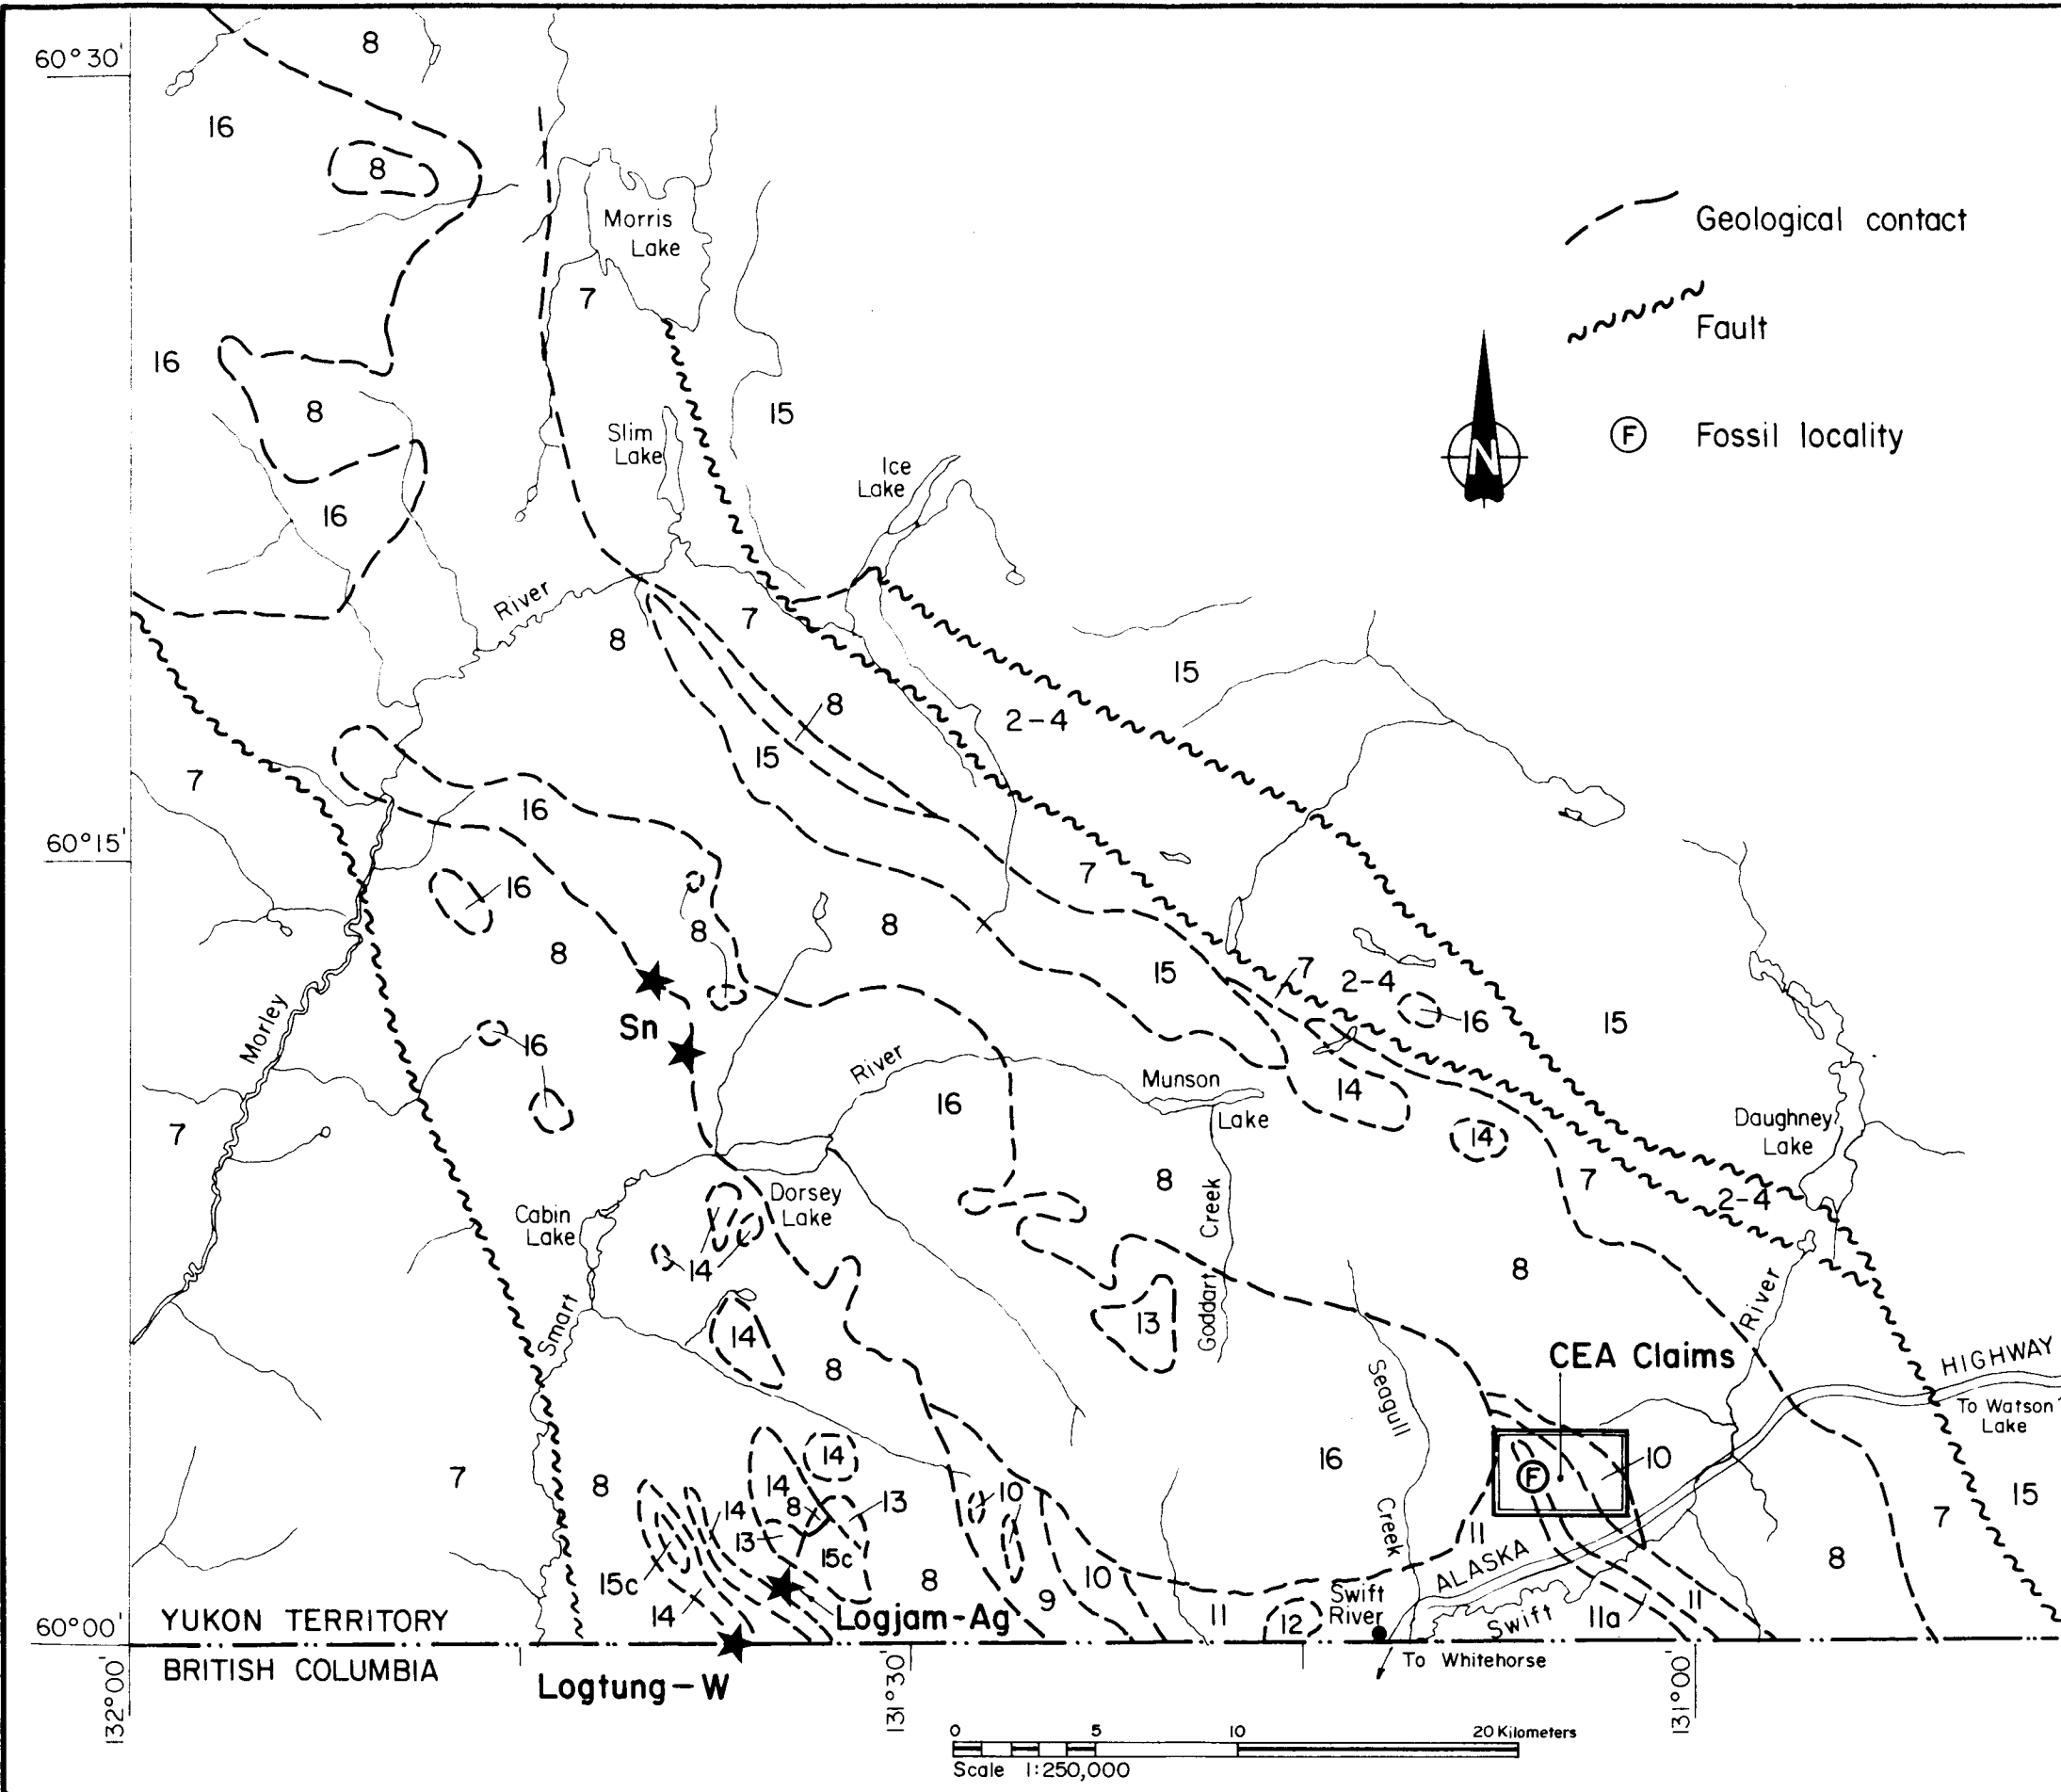 60°30'
8
16
8
Morris
Lake
7
Geological contact
Fault
N
F Fossil locality
16
8
15
Slim
Lake
Ice
Lake
16
River
7
8
15
2-4
8
15
7
16
60°15'
16
7
8
8
8
15
7
2-4
16
15
Sn
Morley
16
River
Munson
Lake
14
16
14
7
Daughney
Lake
7
2-4
8
Creek
Dorsey
Lake
Cabin
Lake
14
8
Goddart
13
River
Smart
14
8
CEA Claims
HIGHWAY
To Watson
Lake
Seagull
16
14
14
8
13
10
F
10
7
8
14
13
15c
15c
14
8
9
10
11
11
Creek
ALASKA
7
15
8
Swift
River
12
Swift
11a
11
60°00'
YUKON TERRITORY
BRITISH COLUMBIA
Logjam-Ag
Logtung-W
To Whitehorse
132°00'
131°30'
131°00'
0 5 10 20 Kilometers
Scale 1:250,000